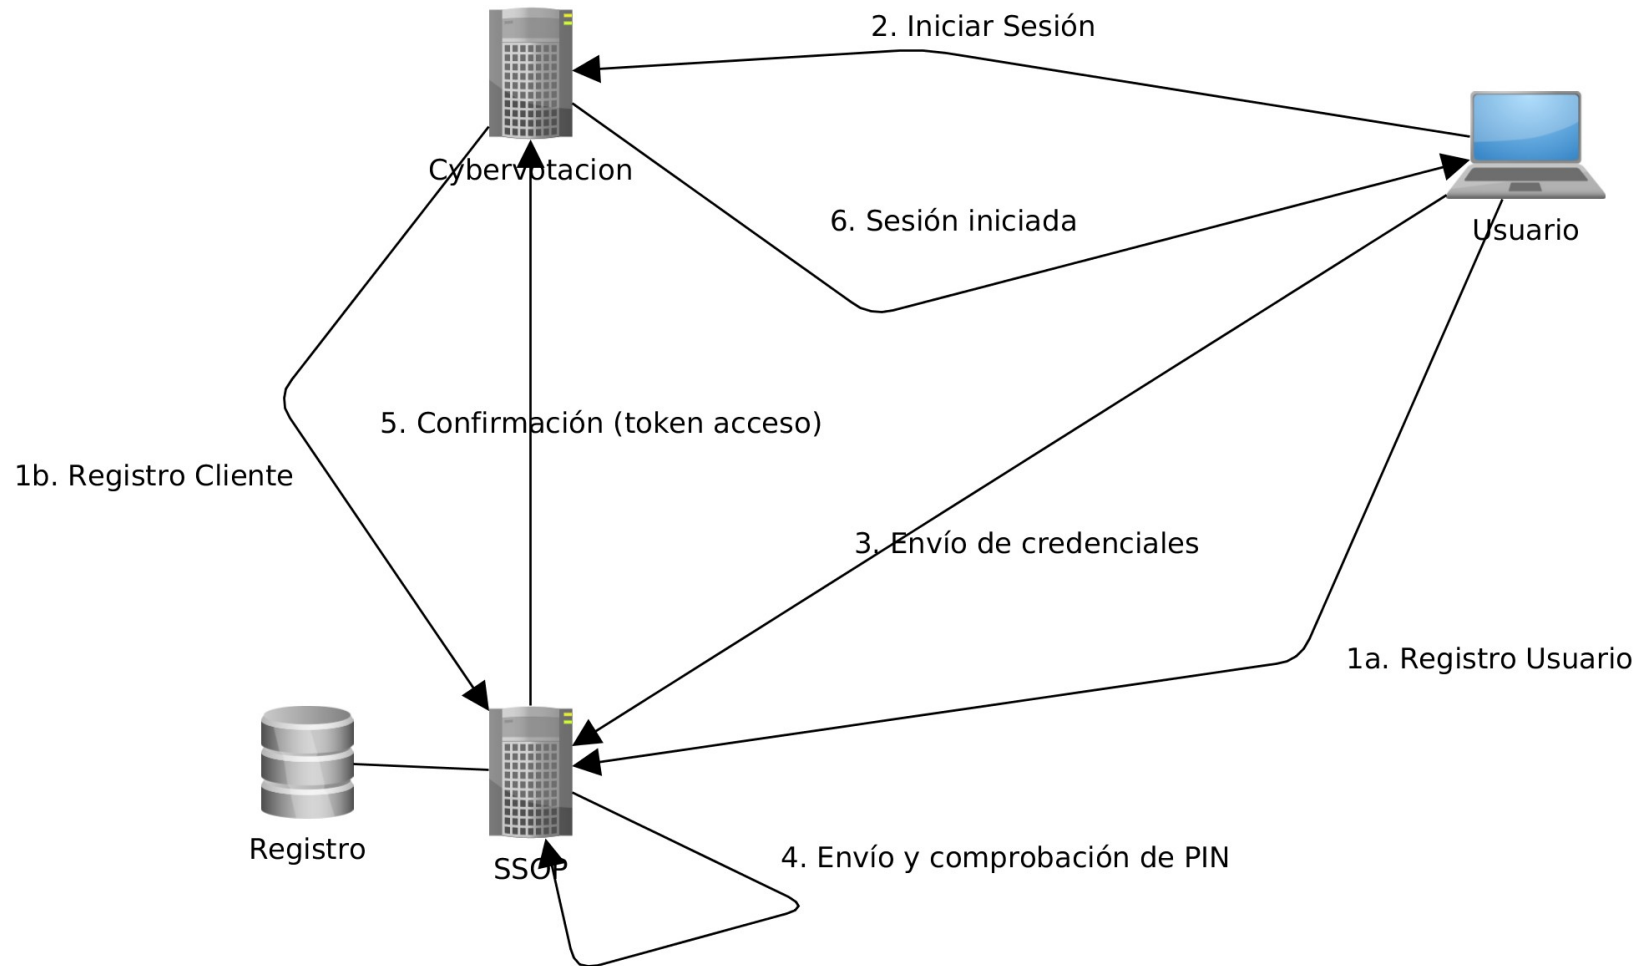 2. Iniciar Sesión
Cybervotacion
6. Sesión iniciada
Usuario
5. Confirmación (token acceso)
1b. Registro Cliente
3. Envío de credenciales
1a. Registro Usuario
Registro
SSOP
4. Envío y comprobación de PIN